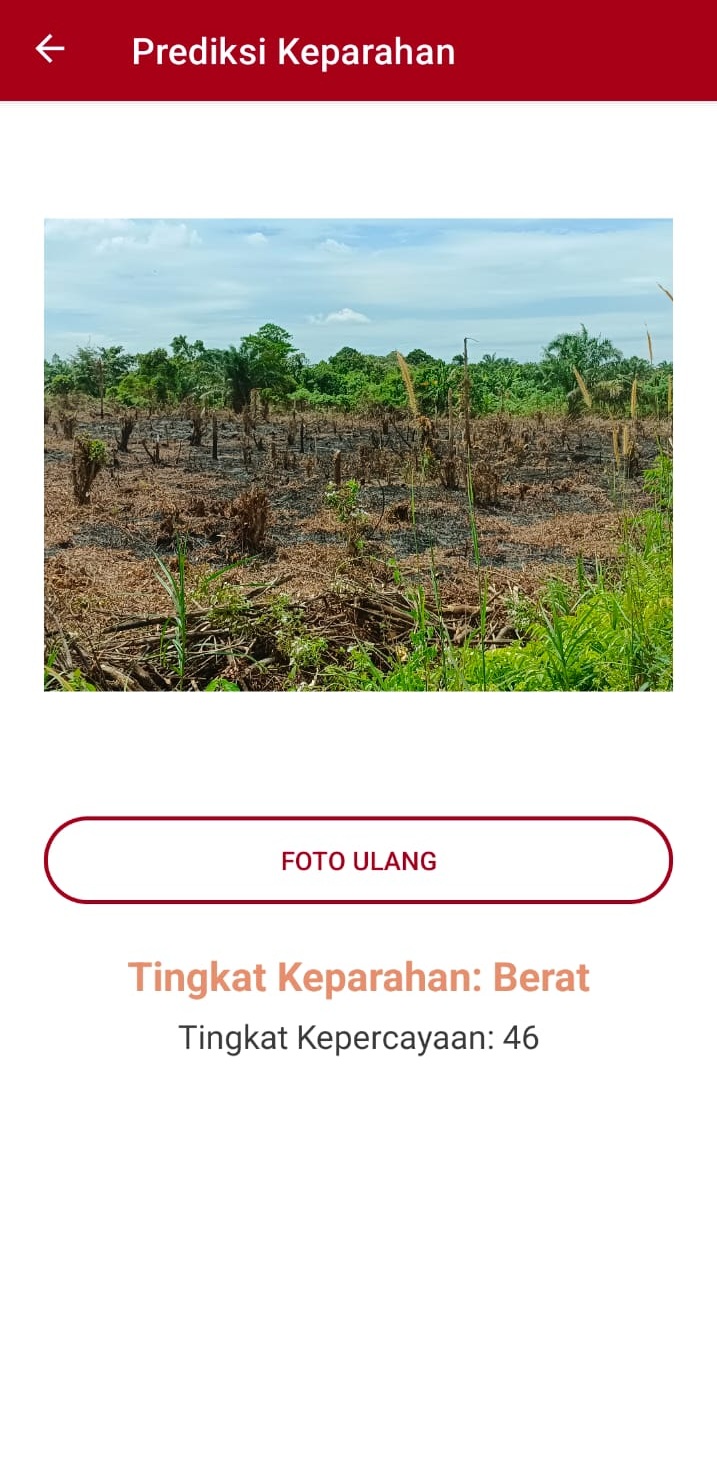 Prediksi Keparahan
FOTO ULANG
Tingkat Keparahan: Berat
Tingkat Kepercayaan: 46